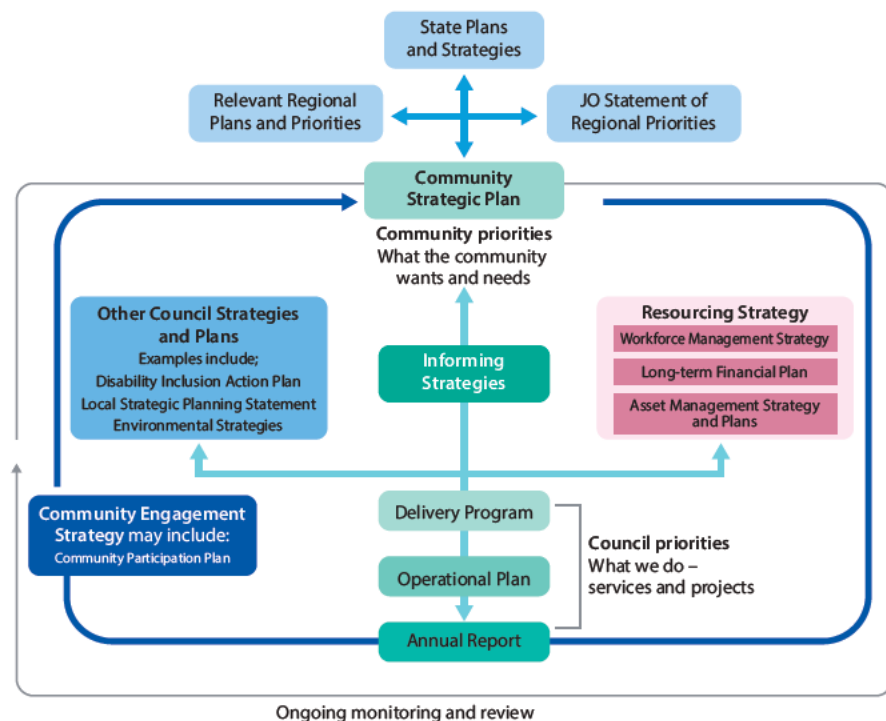 State Plans
and Strategies
Relevant Regional
Plans and Priorities
JO Statement of
Regional Priorities
Community
Strategic Plan
Community priorities
What the community
wants and needs
Other Council Strategies
and Plans
Examples include;
Disability Inclusion Action Plan
Local Strategic Planning Statement
Environmental Strategies
Informing
Strategies
Resourcing Strategy
Workforce Management Strategy
Long-term Financial Plan
Asset Management Strategy
and Plans
Community Engagement
Strategy may include:
Community Participation Plan
Delivery Program
Operational Plan
Annual Report
Council priorities
What we do –
services and projects
Ongoing monitoring and review